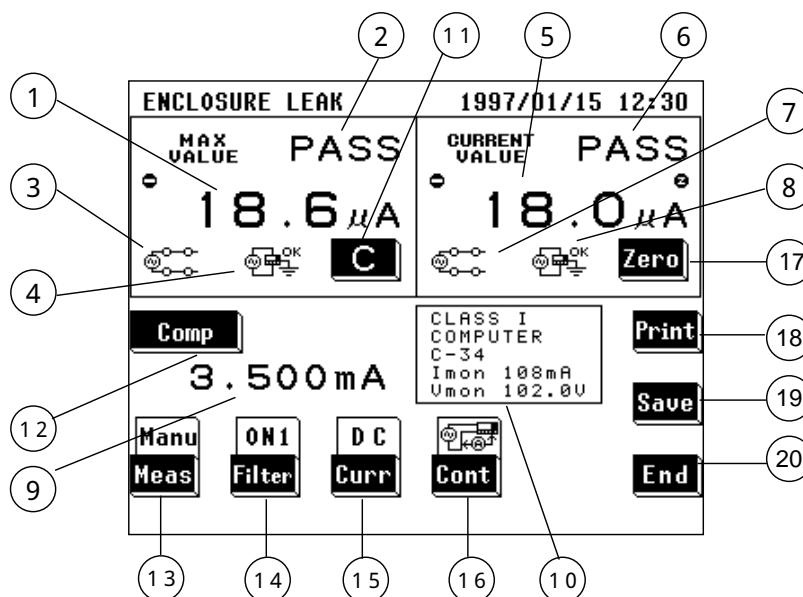 2 11 5 6
1 ENCLOSURE LEAK 1997/01/15 12:30
7
MAX VALUE PASS CURRENT VALUE PASS
3 8
18.6µA 18.0µA
Z
OK OK
4 C Zero 17
Comp
CLASS I
COMPUTER
C-34
Imon 108mA
Vmon 102.0V
Print 18
3.500mA
12 Save 19
9
Manu ON1 DC
Meas Filter Curr Cont End 20
13 14 15 16 10